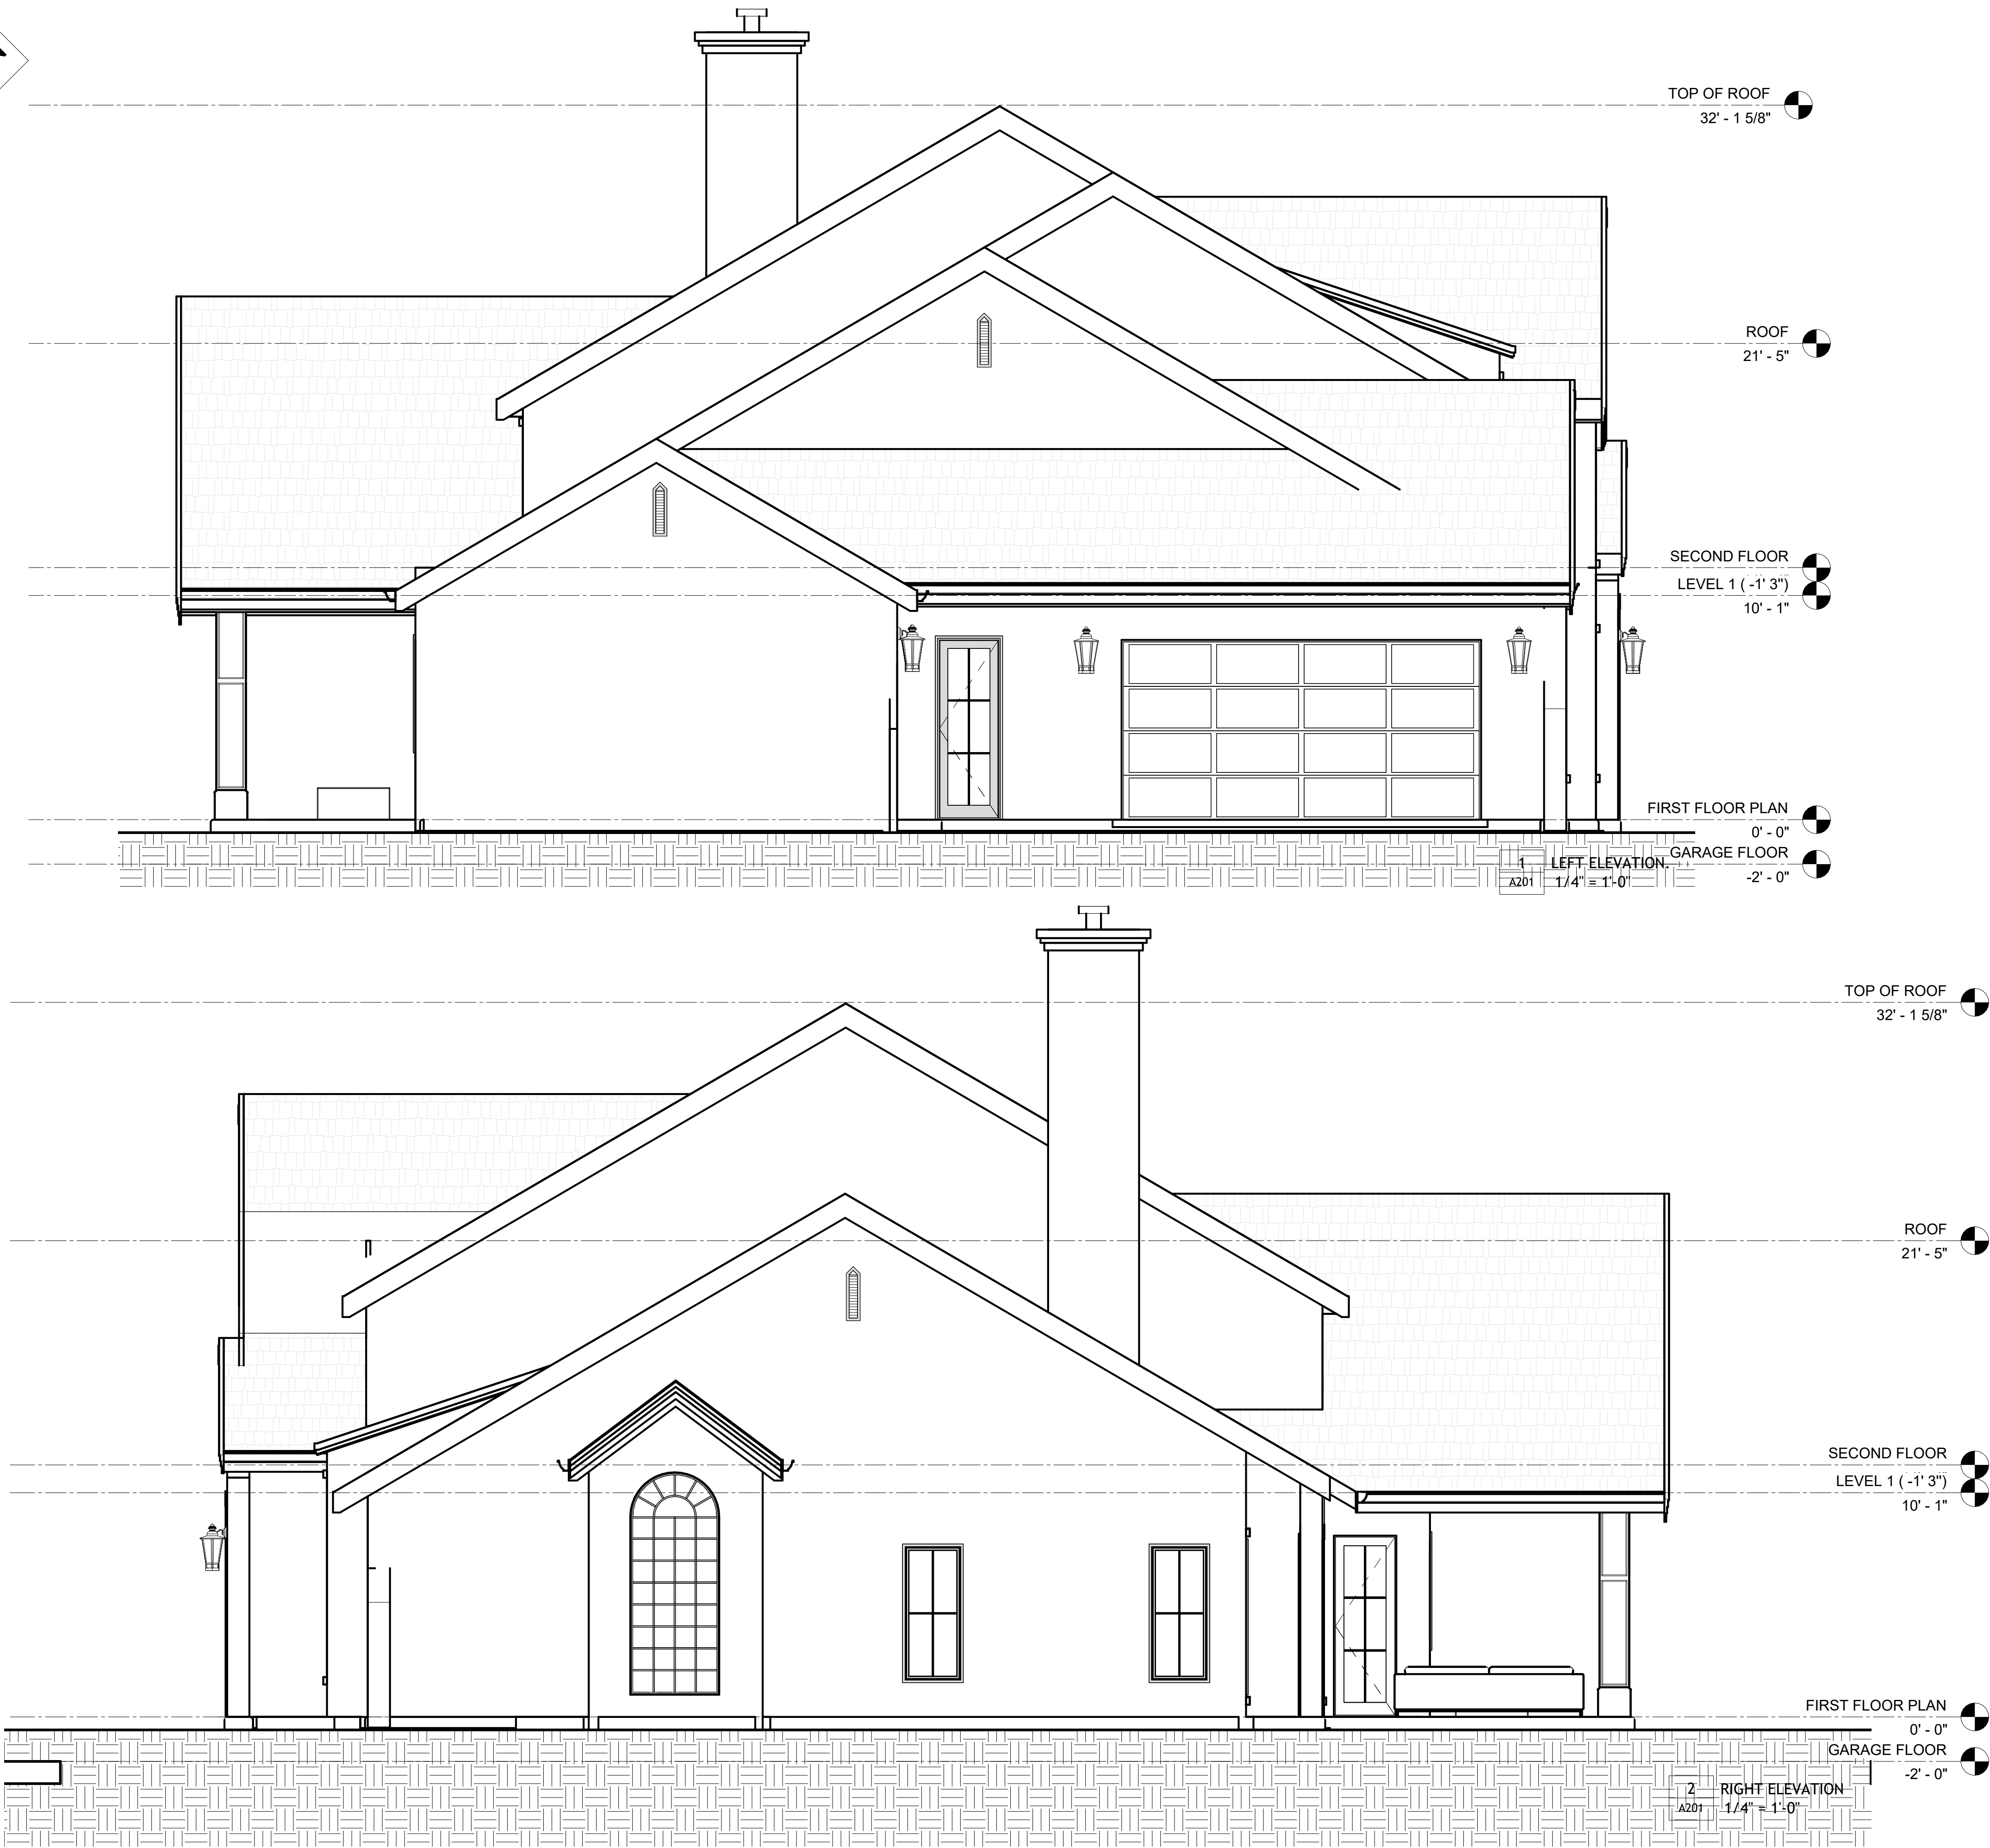 TOP OF ROOF
32' - 1 5/8"
ROOF
21' - 5"
SECOND FLOOR
LEVEL 1 ( -1' 3")
10' - 1"
FIRST FLOOR PLAN
0' - 0"
GARAGE FLOOR
-2' - 0"
1 LEFT ELEVATION.
A201 1/4" = 1'-0"
TOP OF ROOF
32' - 1 5/8"
ROOF
21' - 5"
SECOND FLOOR
LEVEL 1 ( -1' 3")
10' - 1"
FIRST FLOOR PLAN
0' - 0"
GARAGE FLOOR
-2' - 0"
2 RIGHT ELEVATION
A201 1/4" = 1'-0"